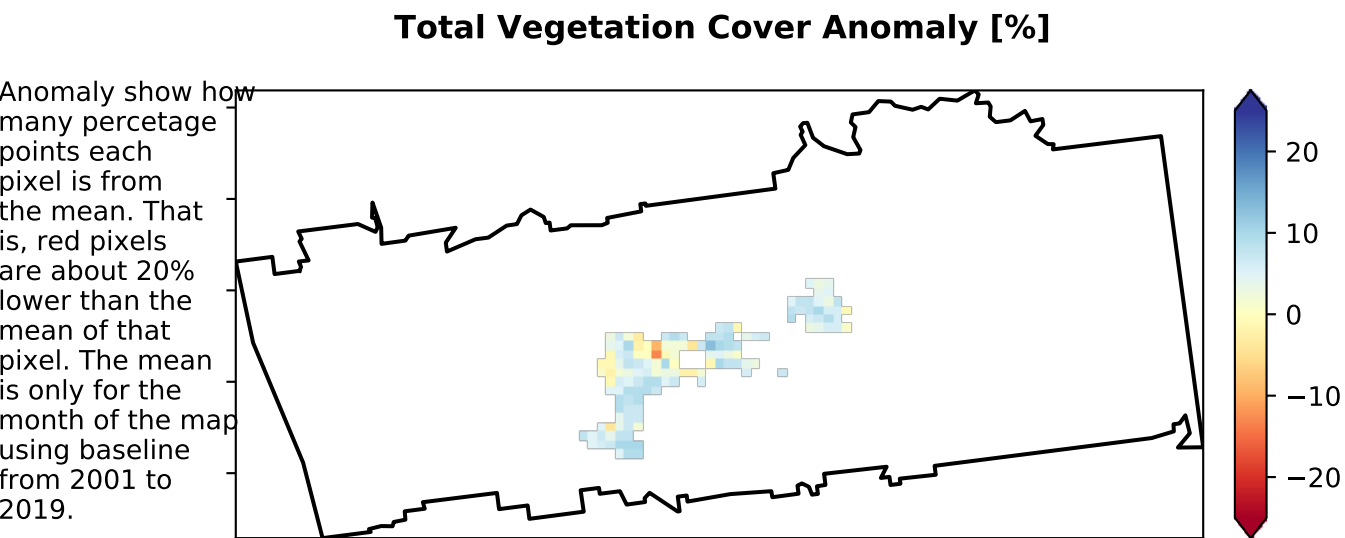 Total Vegetation Cover Anomaly [%]
Anomaly show how
many percetage
points each
pixel is from
the mean. That
is, red pixels
are about 20%
lower than the
mean of that
pixel. The mean
is only for the
month of the map
using baseline
from 2001 to
2019.
20
10
0
−10
−20